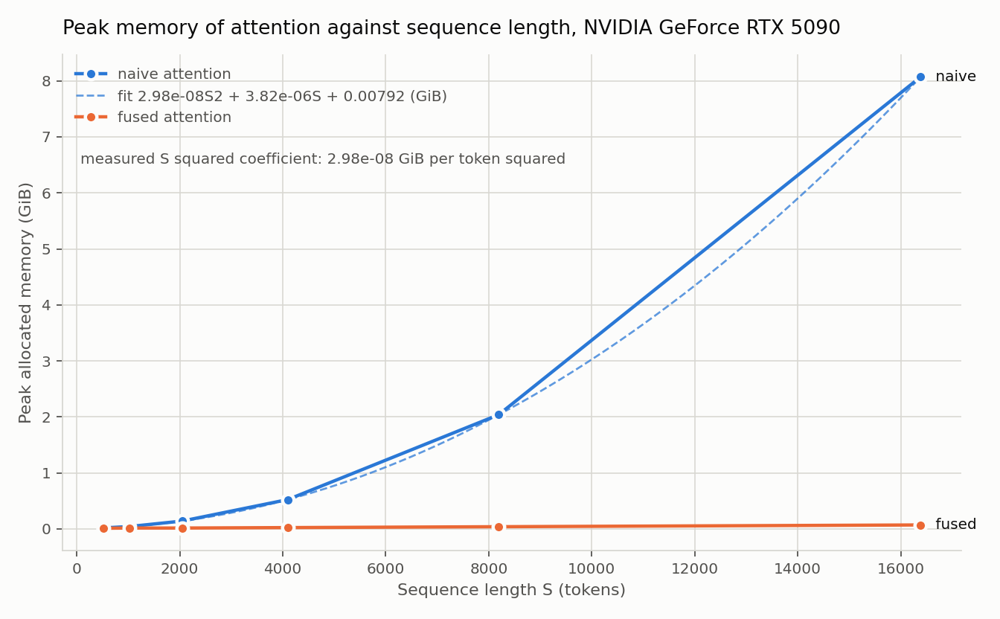 Peak memory of attention against sequence length, NVIDIA GeForce RTX 5090
naive attention
fit 2.98e-08S2 + 3.82e-06S + 0.00792 (GiB)
fused attention
measured S squared coefficient: 2.98e-08 GiB per token squared
naive
fused
Peak allocated memory (GiB)
8
7
6
5
4
3
2
1
0
0 2000 4000 6000 8000 10000 12000 14000 16000
Sequence length S (tokens)